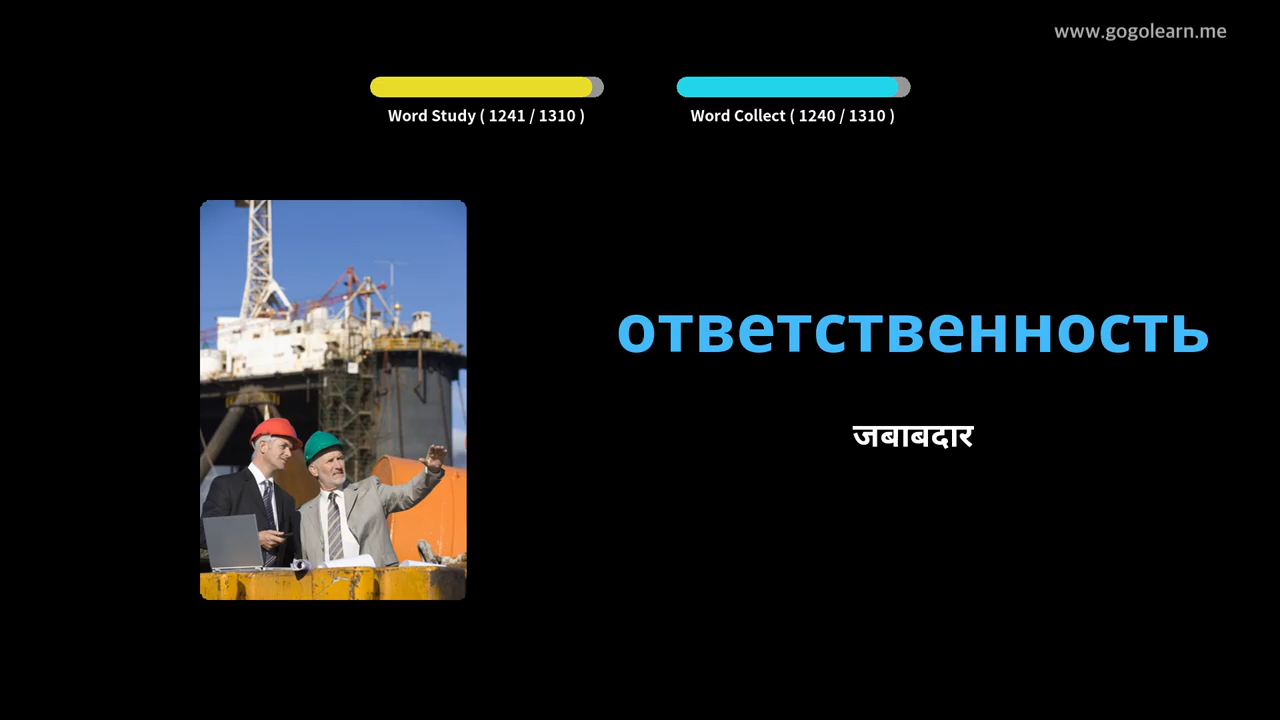 www.gogolearn.me
Word Study ( 1241 / 1310 )
Word Collect ( 1240 / 1310 )
ответственность
जबाबदार